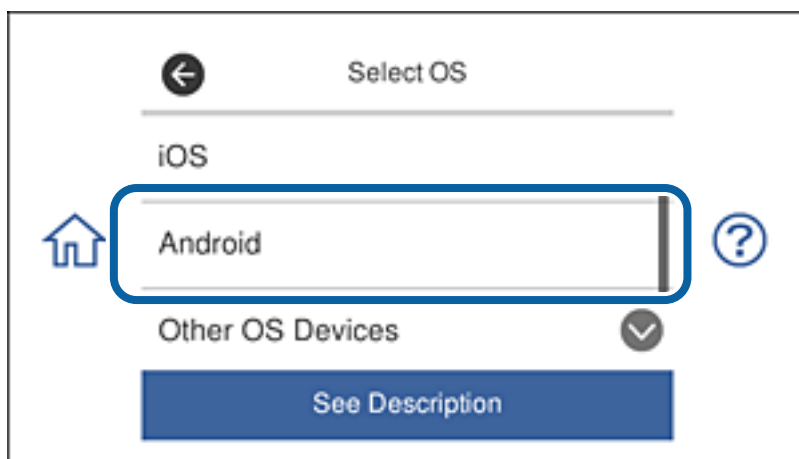 Select OS
iOS
Android
Other OS Devices
See Description